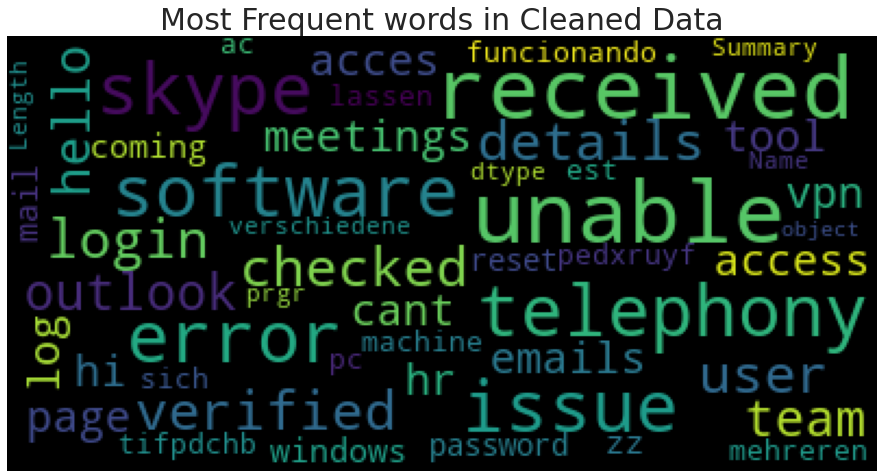 Most Frequent words in Cleaned Data
ac
acces
funcionando
Summary
Length
hello
skype
lassen
received
coming
meetings
details
tool
Name
mail
software
dtype
est
vpn
unable
verschiedene
object
login
checked
reset
pedxruyf
access
outlook
prgr
cant
telephony
log
error
machine
emails
pc
hi
sich
hr
user
page
verified
issue
team
tifpdchb
windows
password
zz
mehreren